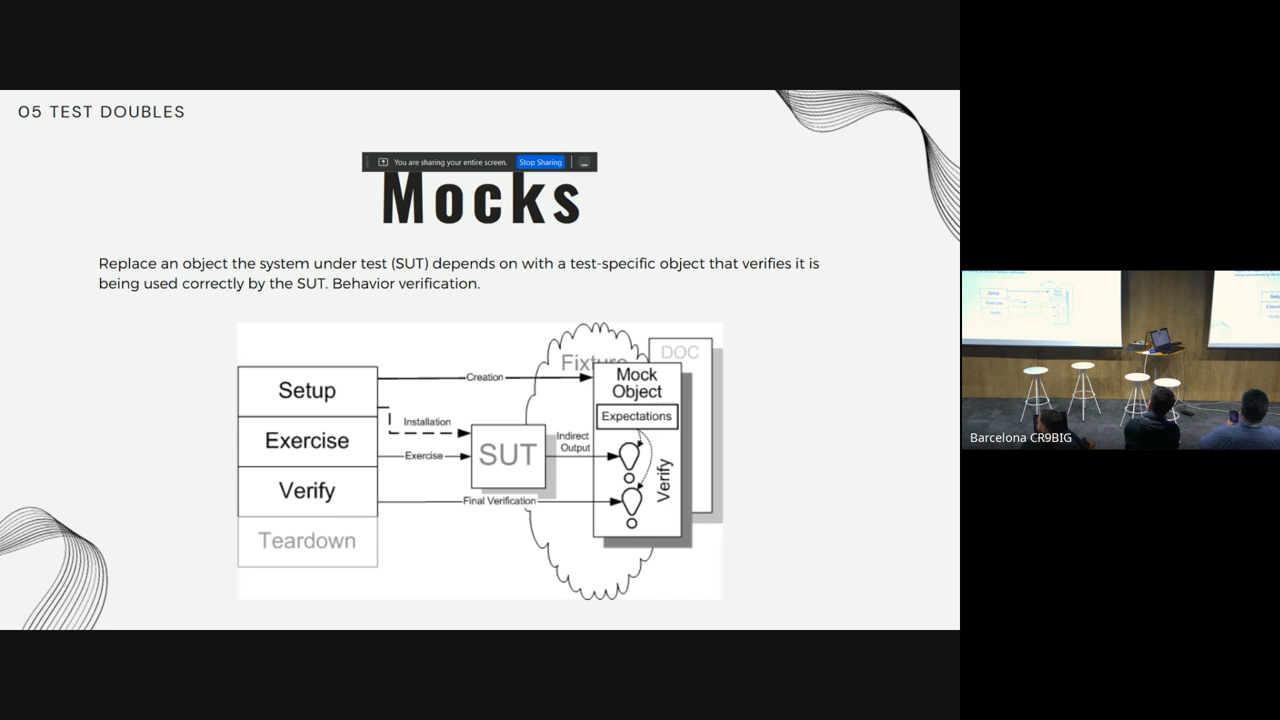 05 TEST DOUBLES
You are sharing your entire screen.
Stop Sharing
Mocks
Replace an object the system under test (SUT) depends on with a test-specific object that verifies it is
being used correctly by the SUT. Behavior verification.
Setup
Exercise
Verify
Teardown
Creation
Installation
Exercise
Final Verification
SUT
Indirect
Output
Fixture
DOC
Mock
Object
Expectations
Verify
Setup
Exercise
Verify
Barcelona CR9BIG